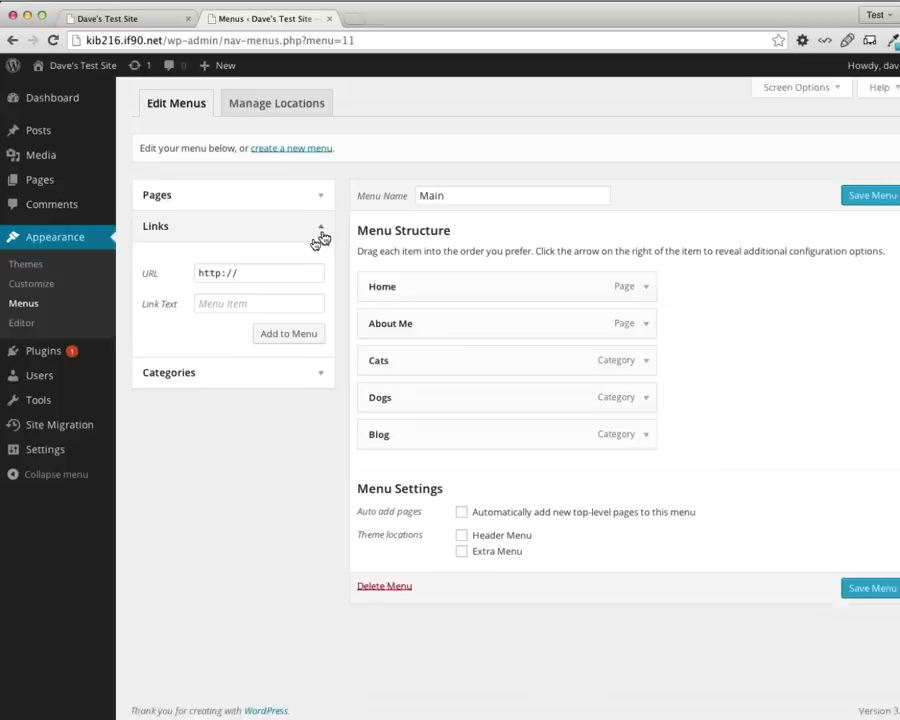 Dave's Test Site
Menus ‹ Dave's Test Site —
Test
kib216.if90.net/wp-admin/nav-menus.php?menu=11
Dave's Test Site
1
0
New
Howdy, dav
Dashboard
Posts
Media
Pages
Comments
Appearance
Themes
Customize
Menus
Editor
Plugins 1
Users
Tools
Site Migration
Settings
Collapse menu
Screen Options
Help
Edit Menus
Manage Locations
Edit your menu below, or create a new menu.
Pages
Links
URL
http://
Link Text
Menu Item
Add to Menu
Categories
Menu Name
Main
Save Menu
Menu Structure
Drag each item into the order you prefer. Click the arrow on the right of the item to reveal additional configuration options.
Home
Page
About Me
Page
Cats
Category
Dogs
Category
Blog
Category
Menu Settings
Auto add pages
Automatically add new top-level pages to this menu
Theme locations
Header Menu
Extra Menu
Delete Menu
Save Menu
Thank you for creating with WordPress.
Version 3.